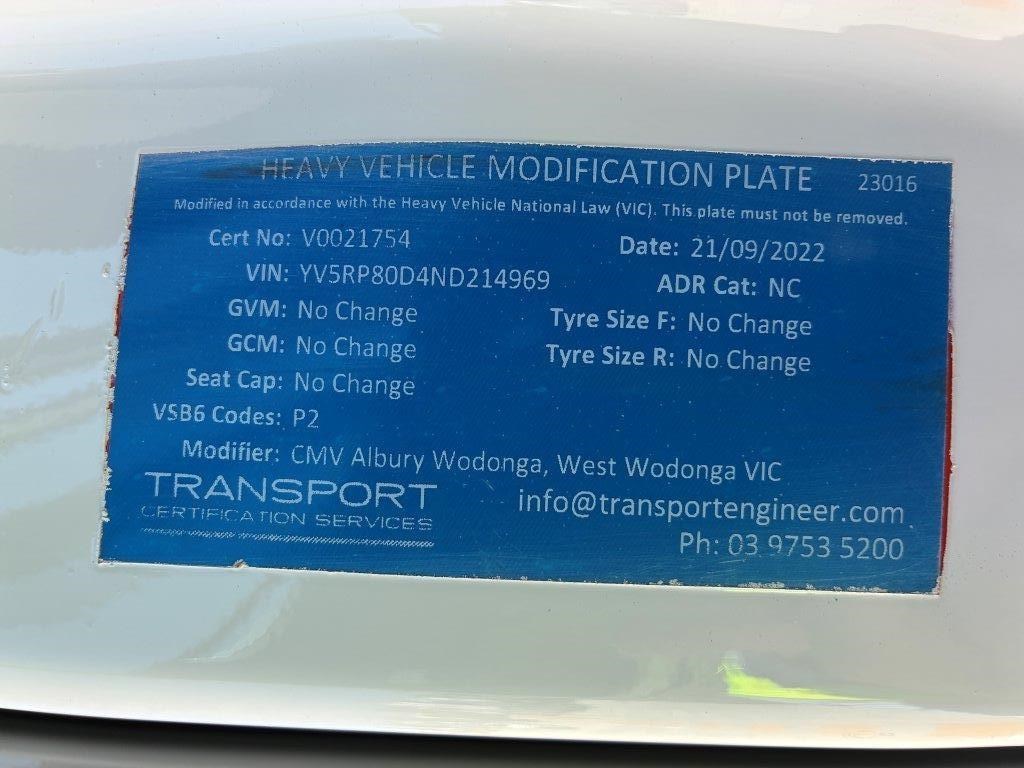 HEAVY VEHICLE MODIFICATION PLATE 23016
Modified in accordance with the Heavy Vehicle National Law (VIC). This plate must not be removed.
Cert No: V0021754 Date: 21/09/2022
VIN: YV5RP80D4ND214969 ADR Cat: NC
GVM: No Change Tyre Size F: No Change
GCM: No Change Tyre Size R: No Change
Seat Cap: No Change
VSB6 Codes: P2
Modifier: CMV Albury Wodonga, West Wodonga VIC
TRANSPORT info@transportengineer.com
CERTIFICATION SERVICES Ph: 03 9753 5200